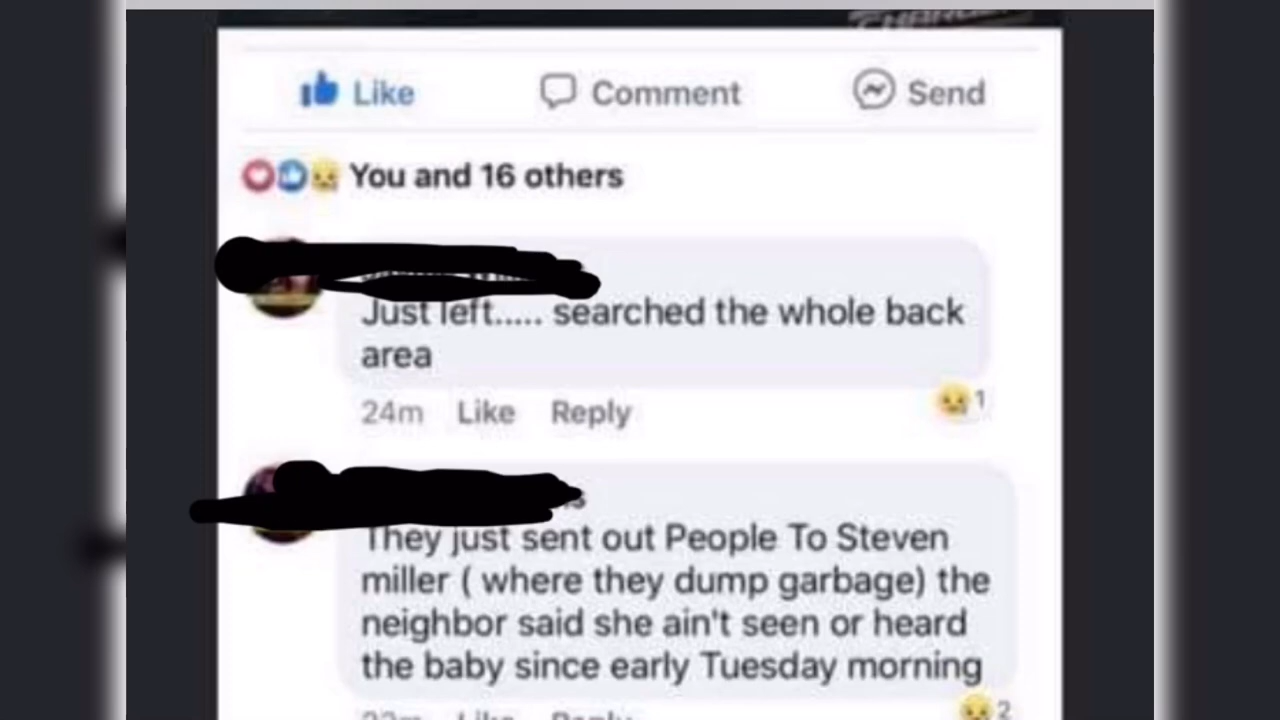 Like Comment Send
You and 16 others
Just left..... searched the whole back
area
24m Like Reply
1
They just sent out People To Steven
miller ( where they dump garbage) the
neighbor said she ain't seen or heard
the baby since early Tuesday morning
Like Reply
2